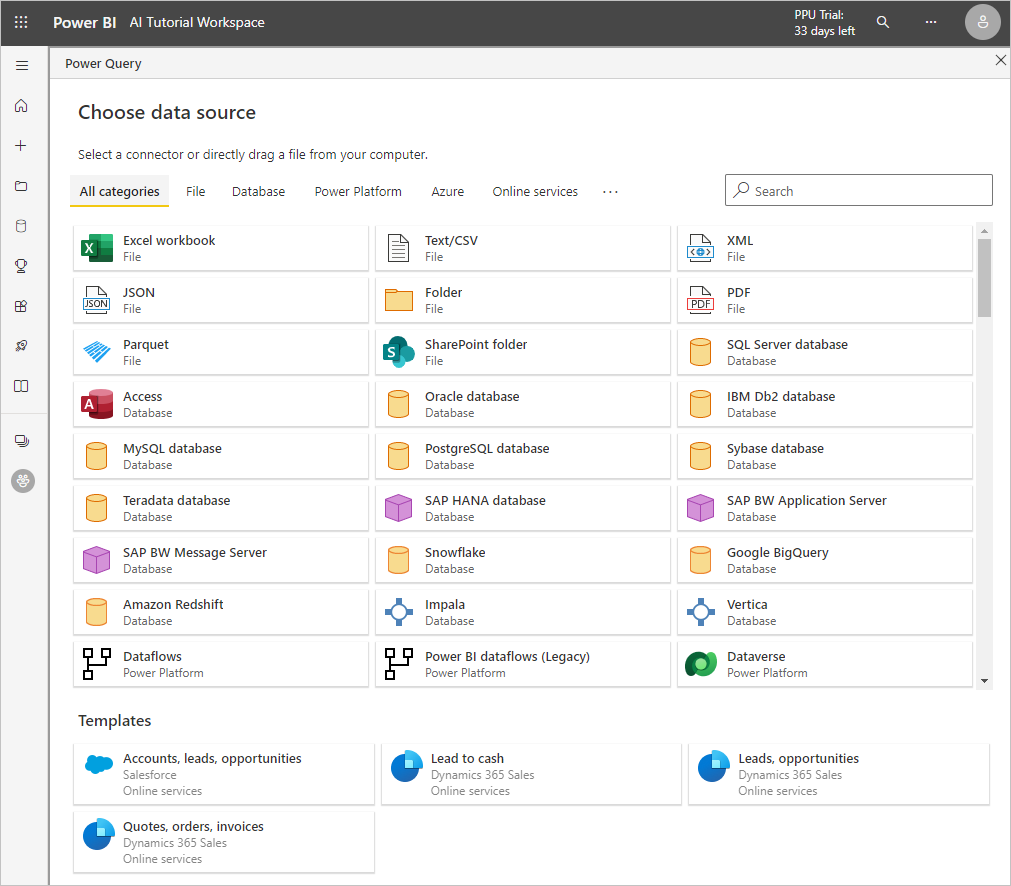 Power BI AI Tutorial Workspace
PPU Trial:
33 days left
Power Query
Choose data source
Select a connector or directly drag a file from your computer.
All categories File Database Power Platform Azure Online services ... Search
Excel workbook
File
Text/CSV
File
XML
File
JSON
JSON
File
Folder
File
PDF
PDF
File
Parquet
File
SharePoint folder
File
SQL Server database
Database
Access
Database
Oracle database
Database
IBM Db2 database
Database
MySQL database
Database
PostgreSQL database
Database
Sybase database
Database
Teradata database
Database
SAP HANA database
Database
SAP BW Application Server
Database
SAP BW Message Server
Database
Snowflake
Database
Google BigQuery
Database
Amazon Redshift
Database
Impala
Database
Vertica
Database
Dataflows
Power Platform
Power BI dataflows (Legacy)
Power Platform
Dataverse
Power Platform
Templates
Accounts, leads, opportunities
Salesforce
Online services
Lead to cash
Dynamics 365 Sales
Online services
Leads, opportunities
Dynamics 365 Sales
Online services
Quotes, orders, invoices
Dynamics 365 Sales
Online services